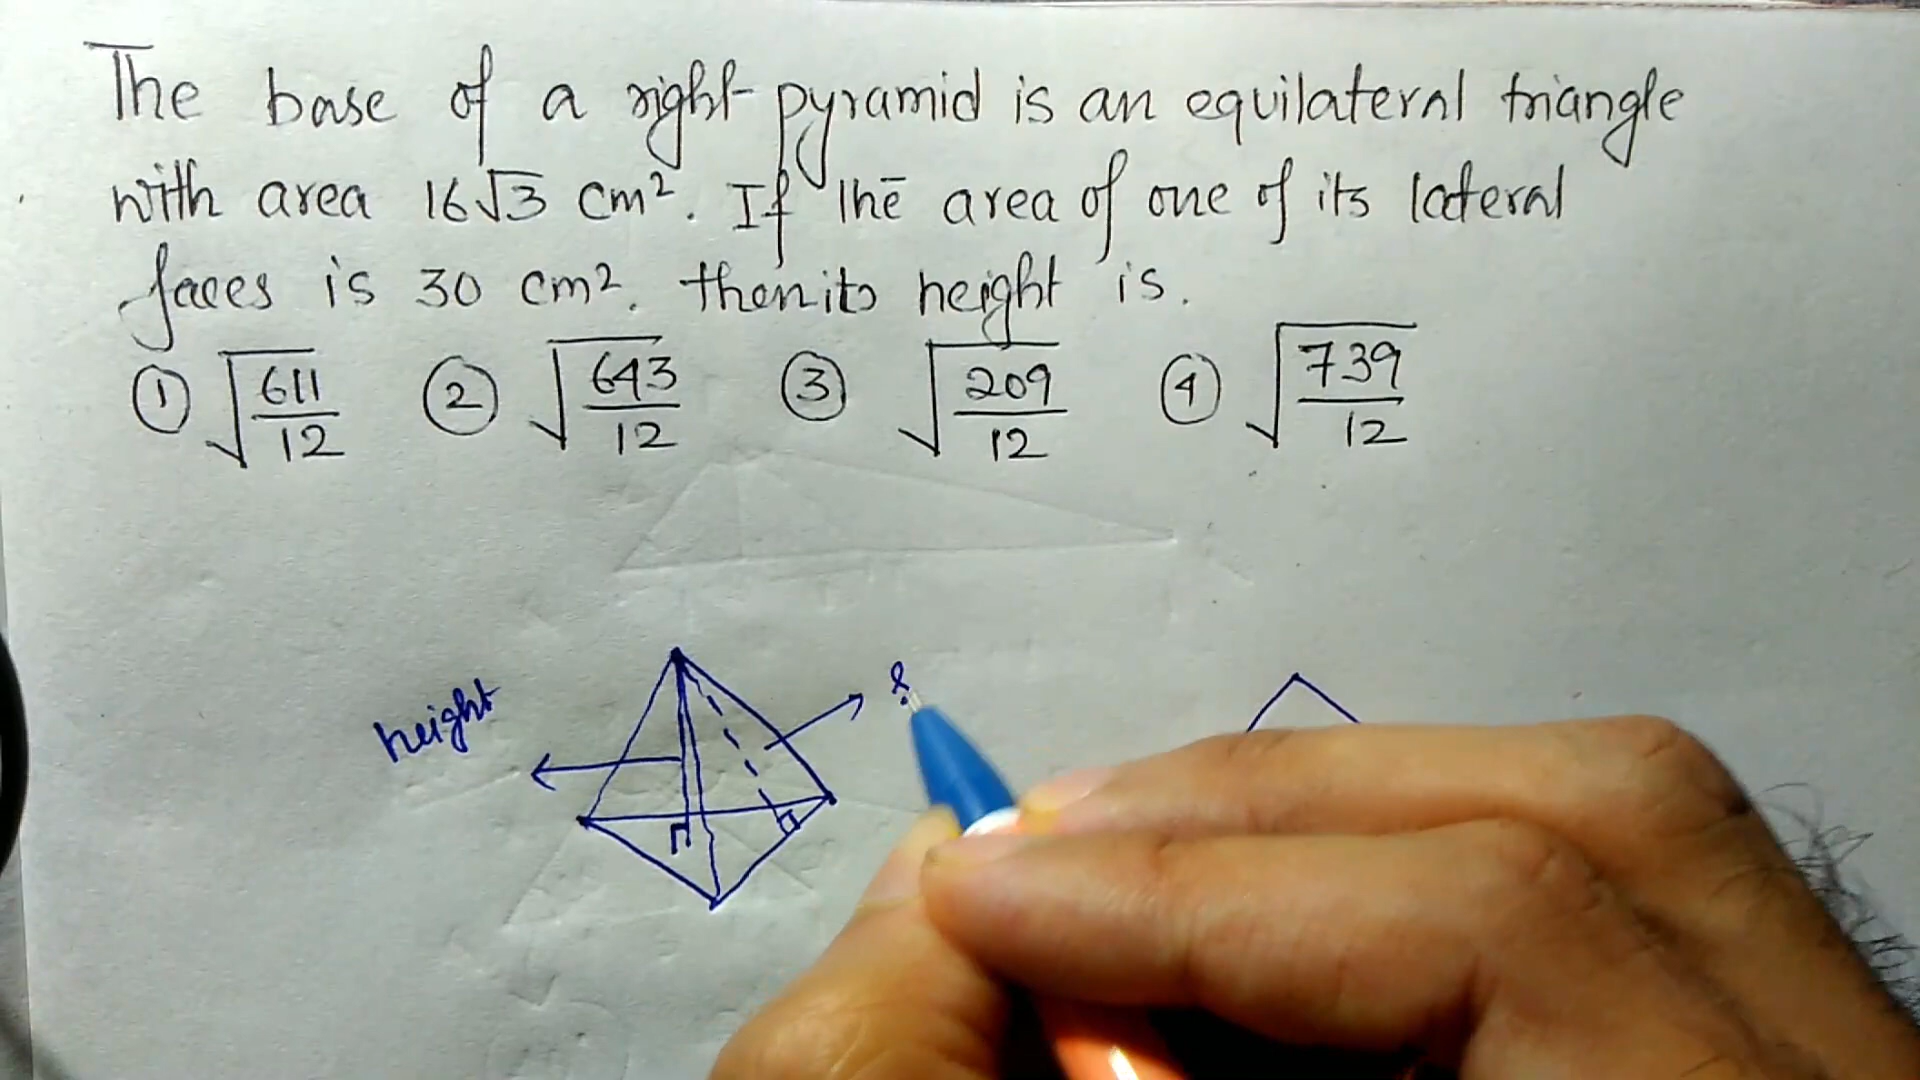 The base of a right pyramid is an equilateral triangle
with area 16√3 cm². If the area of one of its lateral
faces is 30 cm². then its height is.
① √(611/12) ② √(643/12) ③ √(209/12) ④ √(739/12)
height